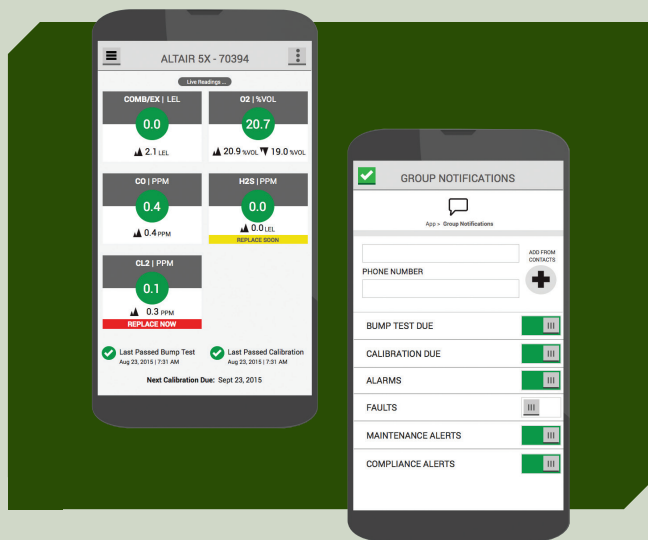 ALTAIR 5X - 70394
Live Readings ...
COMB/EX | LEL
0.0
2.1 LEL
O2 | %VOL
20.7
20.9 %VOL 19.0 %VOL
CO | PPM
0.4
0.4 PPM
H2S | PPM
0.0
0.0 LEL
REPLACE SOON
CL2 | PPM
0.1
0.3 PPM
REPLACE NOW
Last Passed Bump Test
Aug 23, 2015 | 7:31 AM
Last Passed Calibration
Aug 23, 2015 | 7:31 AM
Next Calibration Due: Sept 23, 2015
GROUP NOTIFICATIONS
App > Group Notifications
ADD FROM
CONTACTS
PHONE NUMBER
BUMP TEST DUE
CALIBRATION DUE
ALARMS
FAULTS
MAINTENANCE ALERTS
COMPLIANCE ALERTS